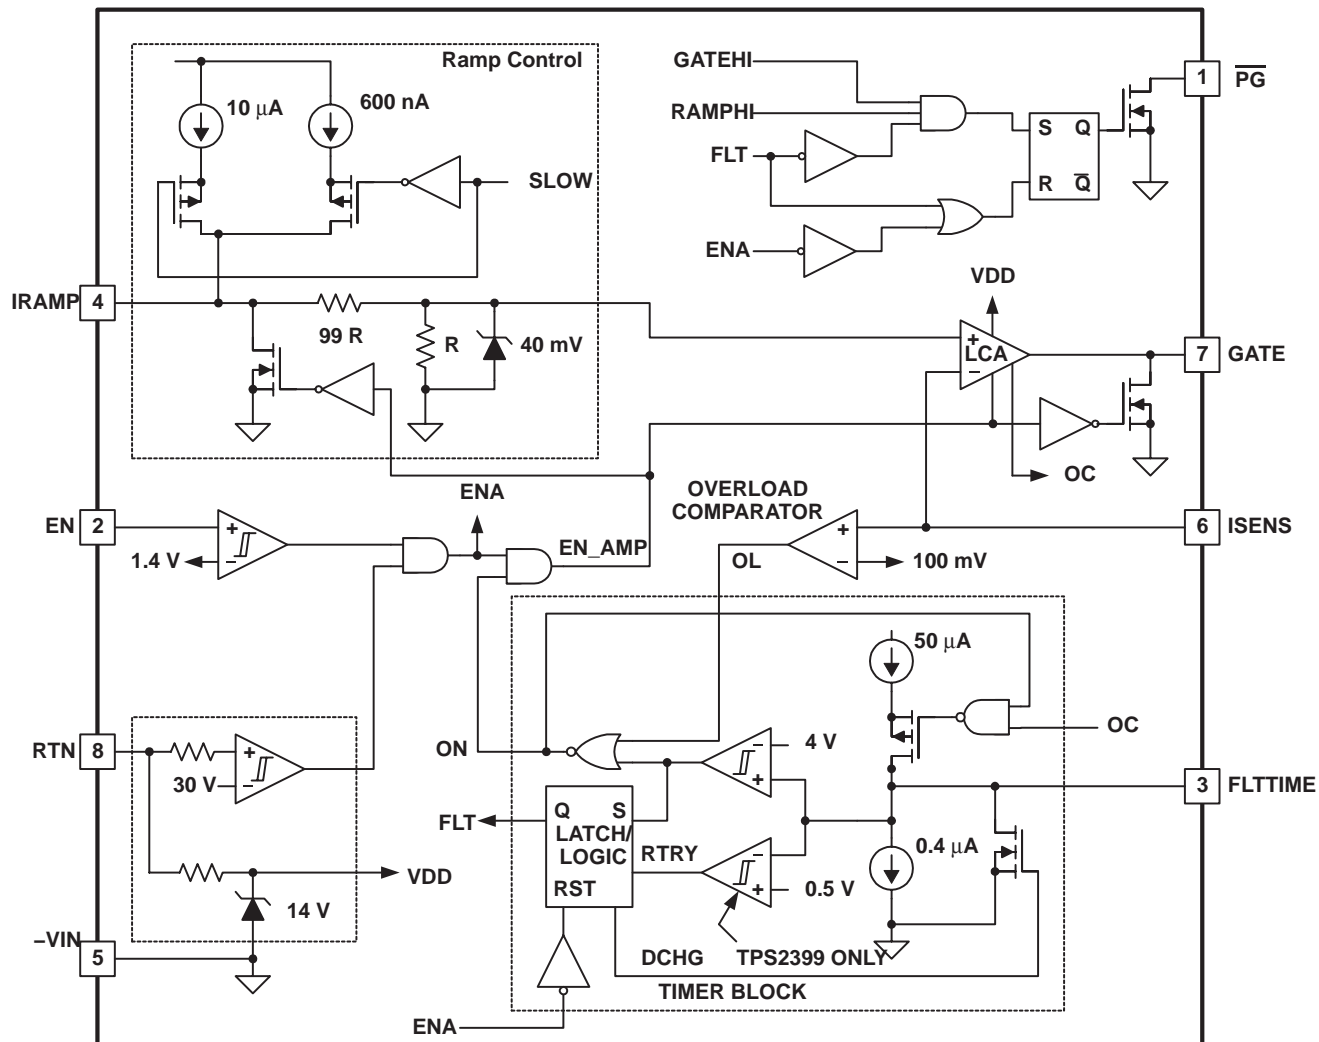 Ramp Control
10 μA
600 nA
SLOW
GATEHI
RAMPHI
FLT
ENA
S Q
R Q̅
1 P̅G̅
VDD
IRAMP 4
99 R
R
40 mV
+
LCA
−
7 GATE
OC
ENA
EN 2
+
−
1.4 V
EN_AMP
OVERLOAD
COMPARATOR
OL
+
−
100 mV
6 ISENS
50 μA
OC
RTN 8
+
−
30 V
ON
4 V
−
+
3 FLTTIME
FLT
Q S
LATCH/
LOGIC
RST
RTRY
−
+
0.5 V
0.4 μA
VDD
14 V
–VIN
5
DCHG
TPS2399 ONLY
TIMER BLOCK
ENA